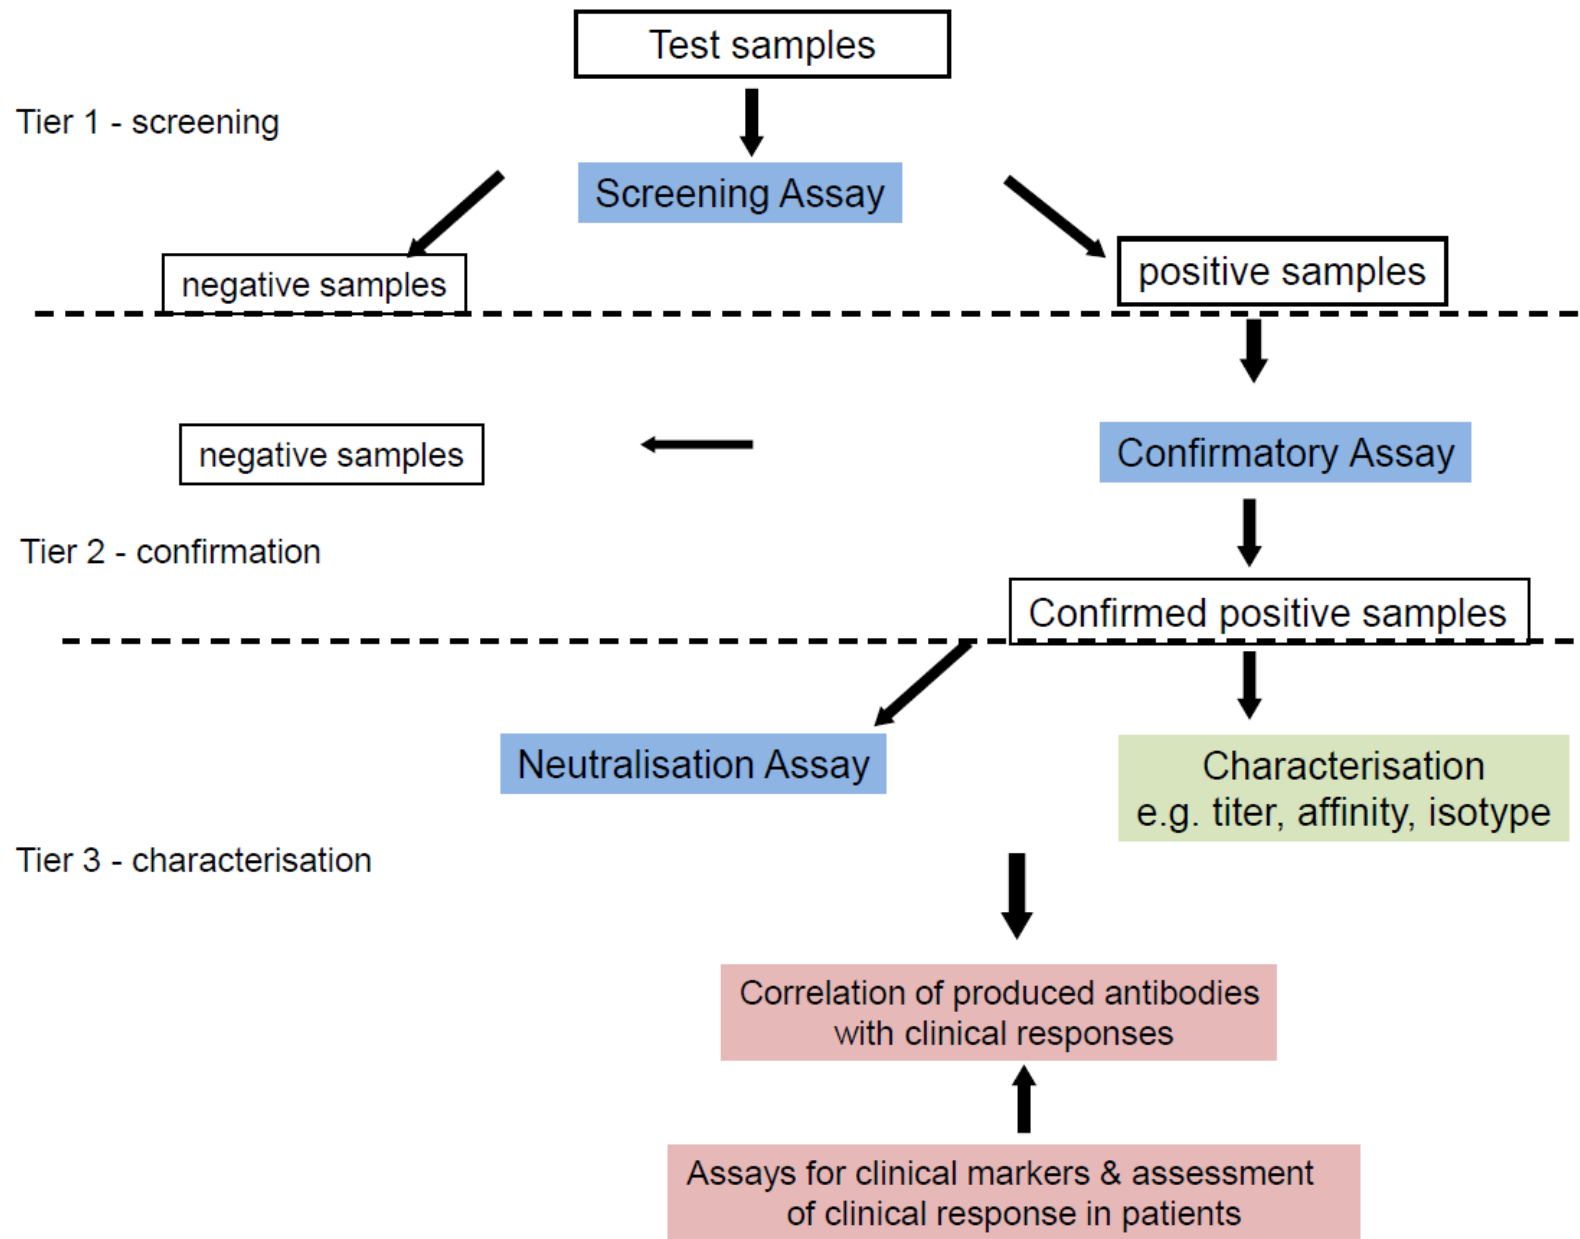 Test samples
Tier 1 - screening
Screening Assay
negative samples
positive samples
negative samples
Confirmatory Assay
Tier 2 - confirmation
Confirmed positive samples
Neutralisation Assay
Characterisation
e.g. titer, affinity, isotype
Tier 3 - characterisation
Correlation of produced antibodies
with clinical responses
Assays for clinical markers & assessment
of clinical response in patients